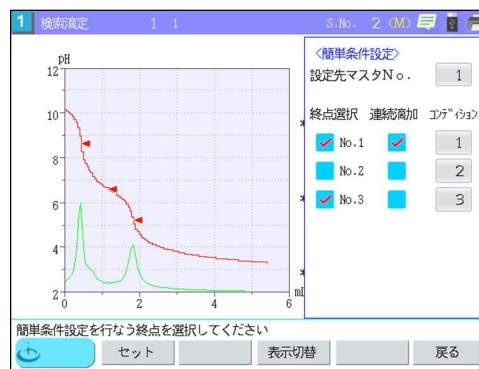 1 検索滴定 1 1 S.No. 2 (M)
pH
12
10
8
6
4
2
0 2 4 6 mL
<簡単条件設定>
設定先マスタNo. 1
終点選択 連続滴加 コンディション
No.1 1
No.2 2
No.3 3
簡単条件設定を行なう終点を選択してください
セット 表示切替 戻る